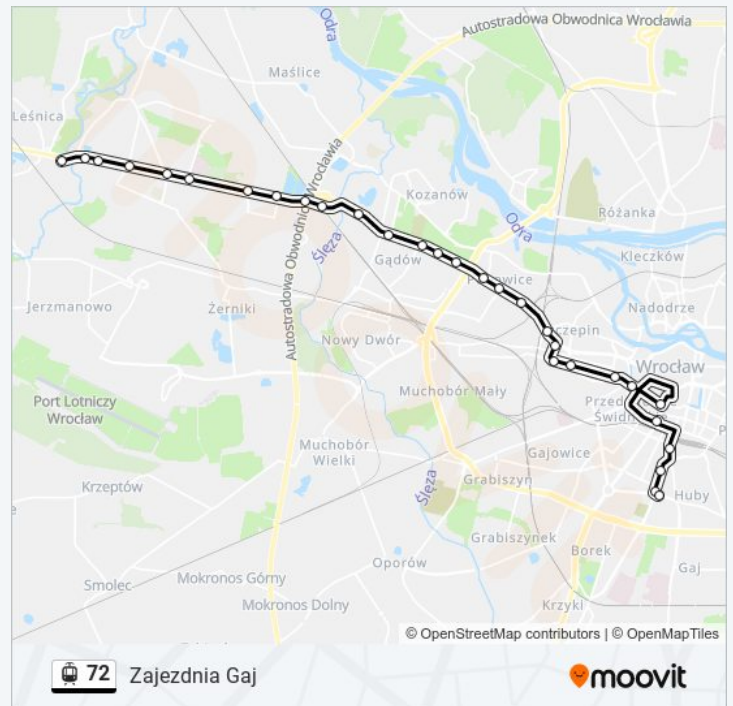 Autostradowa Obwodnica Wrocławia
Odra
Maślice
Leśnica
Autostradowa Obwodnica Wrocławia
Kozanów
Odra
Różanka
Ślęza
Kleczków
Gądów
Jerzmanowo
Żerniki
Nadodrze
Nowy Dwór
Wrocław
Port Lotniczy
Wrocław
Muchobór Mały
Muchobór
Wielki
Gajowice
Krzeptów
Ślęza
Grabiszyn
Huby
Grabiszynek
Borek
Oporów
Gaj
Smolec
Mokronos Górny
Mokronos Dolny
Krzyki
© OpenStreetMap contributors | © OpenMapTiles
72
Zajezdnia Gaj
moovit